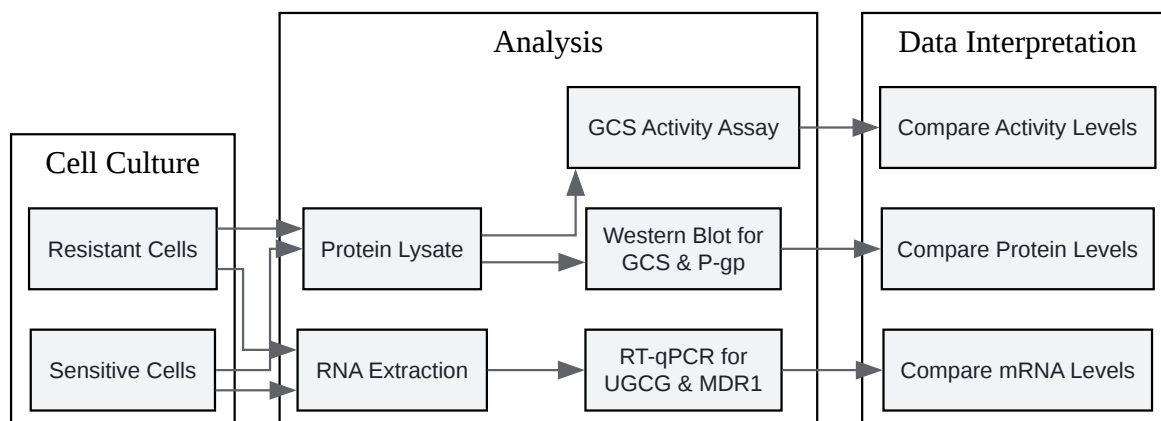 Cell Culture
Resistant Cells
Sensitive Cells
Analysis
GCS Activity Assay
Protein Lysate
Western Blot for
GCS & P-gp
RNA Extraction
RT-qPCR for
UGCG & MDR1
Data Interpretation
Compare Activity Levels
Compare Protein Levels
Compare mRNA Levels